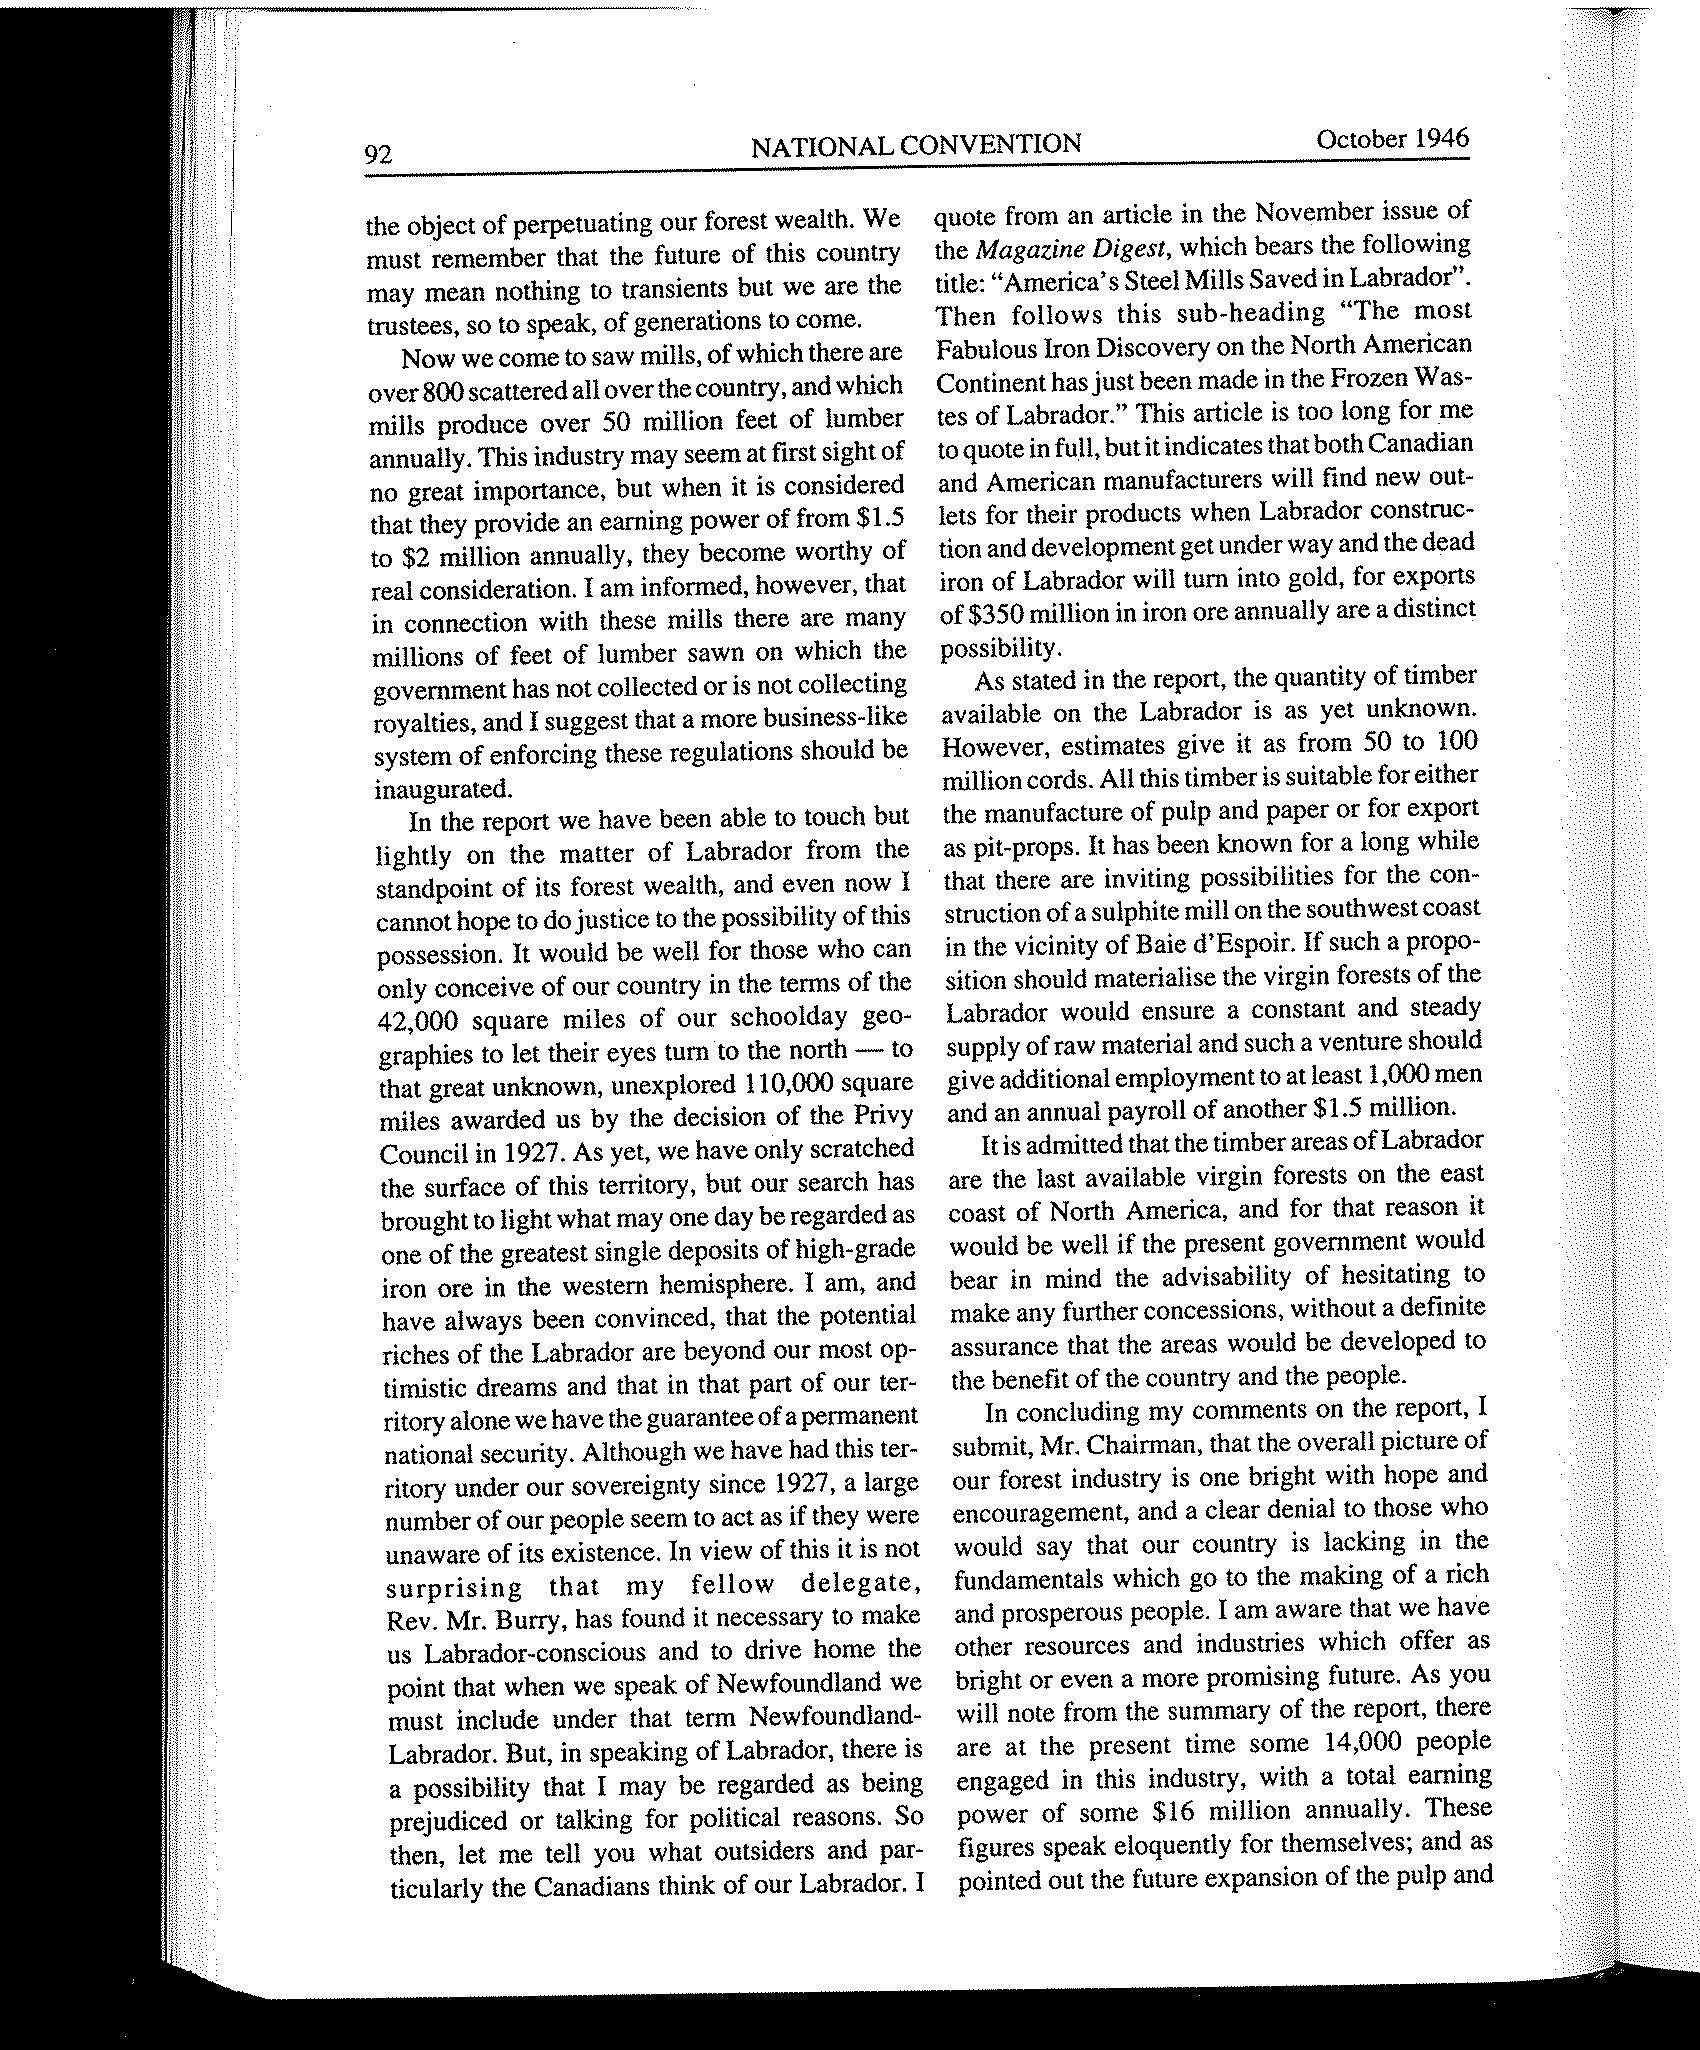 92
NATIONAL CONVENTION
October 1946
the object of perpetuating our forest wealth. We
must remember that the future of this country
may mean nothing to transients but we are the
trustees, so to speak, of generations to come.
Now we come to saw mills, of which there are
over 800 scattered all over the country, and which
mills produce over 50 million feet of lumber
annually. This industry may seem at first sight of
no great importance, but when it is considered
that they provide an earning power of from $1.5
to $2 million annually, they become worthy of
real consideration. I am informed, however, that
in connection with these mills there are many
millions of feet of lumber sawn on which the
government has not collected or is not collecting
royalties, and I suggest that a more business-like
system of enforcing these regulations should be
inaugurated.
In the report we have been able to touch but
lightly on the matter of Labrador from the
standpoint of its forest wealth, and even now I
cannot hope to do justice to the possibility of this
possession. It would be well for those who can
only conceive of our country in the terms of the
42,000 square miles of our schoolday geo-
graphies to let their eyes turn to the north — to
that great unknown, unexplored 110,000 square
miles awarded us by the decision of the Privy
Council in 1927. As yet, we have only scratched
the surface of this territory, but our search has
brought to light what may one day be regarded as
one of the greatest single deposits of high-grade
iron ore in the western hemisphere. I am, and
have always been convinced, that the potential
riches of the Labrador are beyond our most op-
timistic dreams and that in that part of our ter-
ritory alone we have the guarantee of a permanent
national security. Although we have had this ter-
ritory under our sovereignty since 1927, a large
number of our people seem to act as if they were
unaware of its existence. In view of this it is not
surprising that my fellow delegate,
Rev. Mr. Burry, has found it necessary to make
us Labrador-conscious and to drive home the
point that when we speak of Newfoundland we
must include under that term Newfoundland-
Labrador. But, in speaking of Labrador, there is
a possibility that I may be regarded as being
prejudiced or talking for political reasons. So
then, let me tell you what outsiders and par-
ticularly the Canadians think of our Labrador. I
quote from an article in the November issue of
the Magazine Digest, which bears the following
title: “America’s Steel Mills Saved in Labrador”.
Then follows this sub-heading “The most
Fabulous Iron Discovery on the North American
Continent has just been made in the Frozen Was-
tes of Labrador.” This article is too long for me
to quote in full, but it indicates that both Canadian
and American manufacturers will find new out-
lets for their products when Labrador construc-
tion and development get under way and the dead
iron of Labrador will turn into gold, for exports
of $350 million in iron ore annually are a distinct
possibility.
As stated in the report, the quantity of timber
available on the Labrador is as yet unknown.
However, estimates give it as from 50 to 100
million cords. All this timber is suitable for either
the manufacture of pulp and paper or for export
as pit-props. It has been known for a long while
that there are inviting possibilities for the con-
struction of a sulphite mill on the southwest coast
in the vicinity of Baie d’Espoir. If such a propo-
sition should materialise the virgin forests of the
Labrador would ensure a constant and steady
supply of raw material and such a venture should
give additional employment to at least 1,000 men
and an annual payroll of another $1.5 million.
It is admitted that the timber areas of Labrador
are the last available virgin forests on the east
coast of North America, and for that reason it
would be well if the present government would
bear in mind the advisability of hesitating to
make any further concessions, without a definite
assurance that the areas would be developed to
the benefit of the country and the people.
In concluding my comments on the report, I
submit, Mr. Chairman, that the overall picture of
our forest industry is one bright with hope and
encouragement, and a clear denial to those who
would say that our country is lacking in the
fundamentals which go to the making of a rich
and prosperous people. I am aware that we have
other resources and industries which offer as
bright or even a more promising future. As you
will note from the summary of the report, there
are at the present time some 14,000 people
engaged in this industry, with a total earning
power of some $16 million annually. These
figures speak eloquently for themselves; and as
pointed out the future expansion of the pulp and